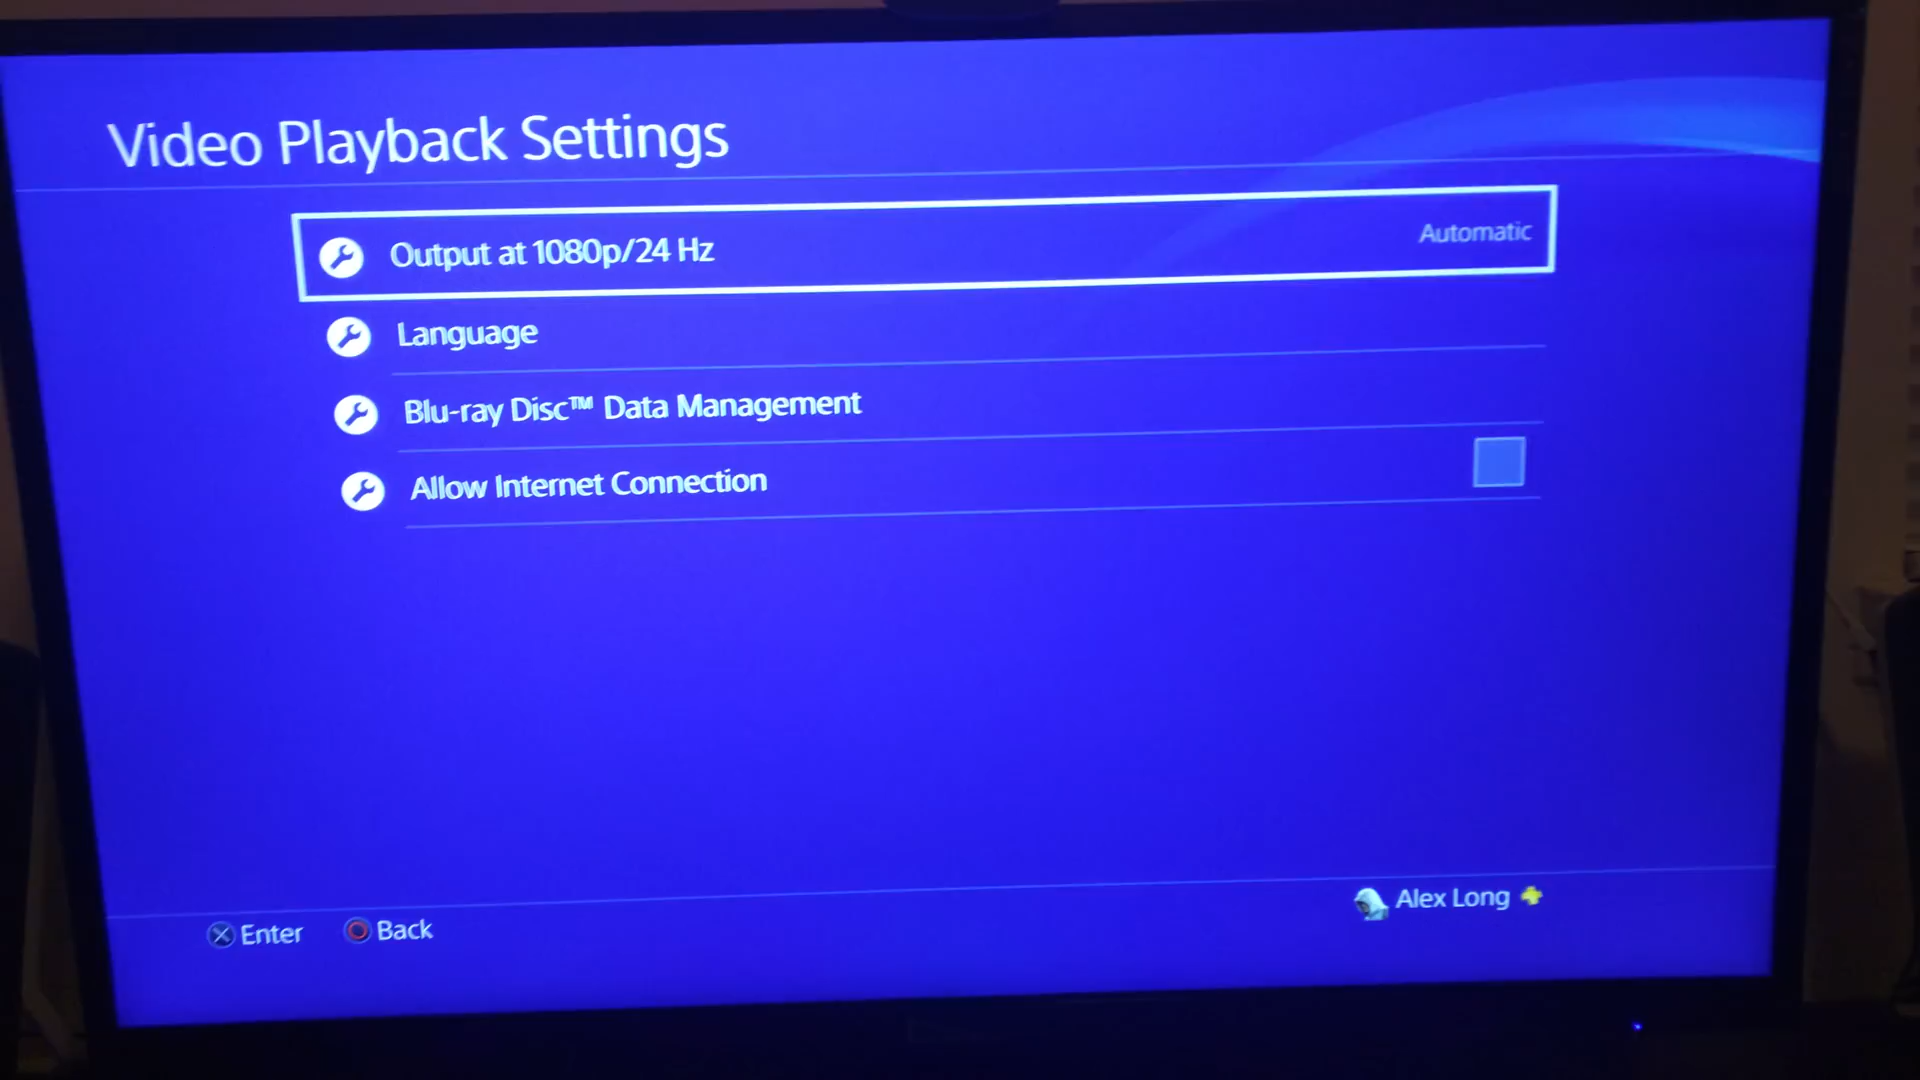 Video Playback Settings
Output at 1080p/24 Hz
Automatic
Language
Blu-ray Disc™ Data Management
Allow Internet Connection
Enter
Back
Alex Long